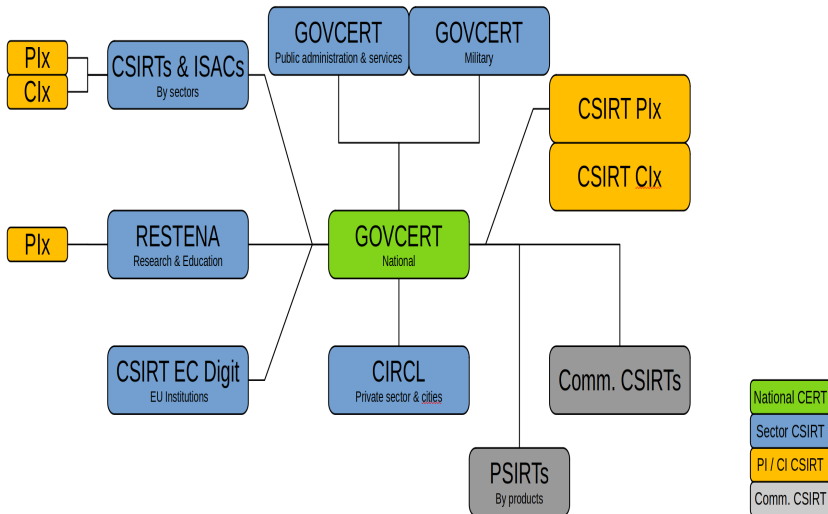 GOVCERT
Public administration & services
GOVCERT
Military
PIx
CIx
CSIRTs & ISACs
By sectors
CSIRT PIx
CSIRT CIx
PIx
RESTENA
Research & Education
GOVCERT
National
CSIRT EC Digit
EU Institutions
CIRCL
Private sector & cities
Comm. CSIRTs
PSIRTs
By products
National CERT
Sector CSIRT
PI / CI CSIRT
Comm. CSIRT